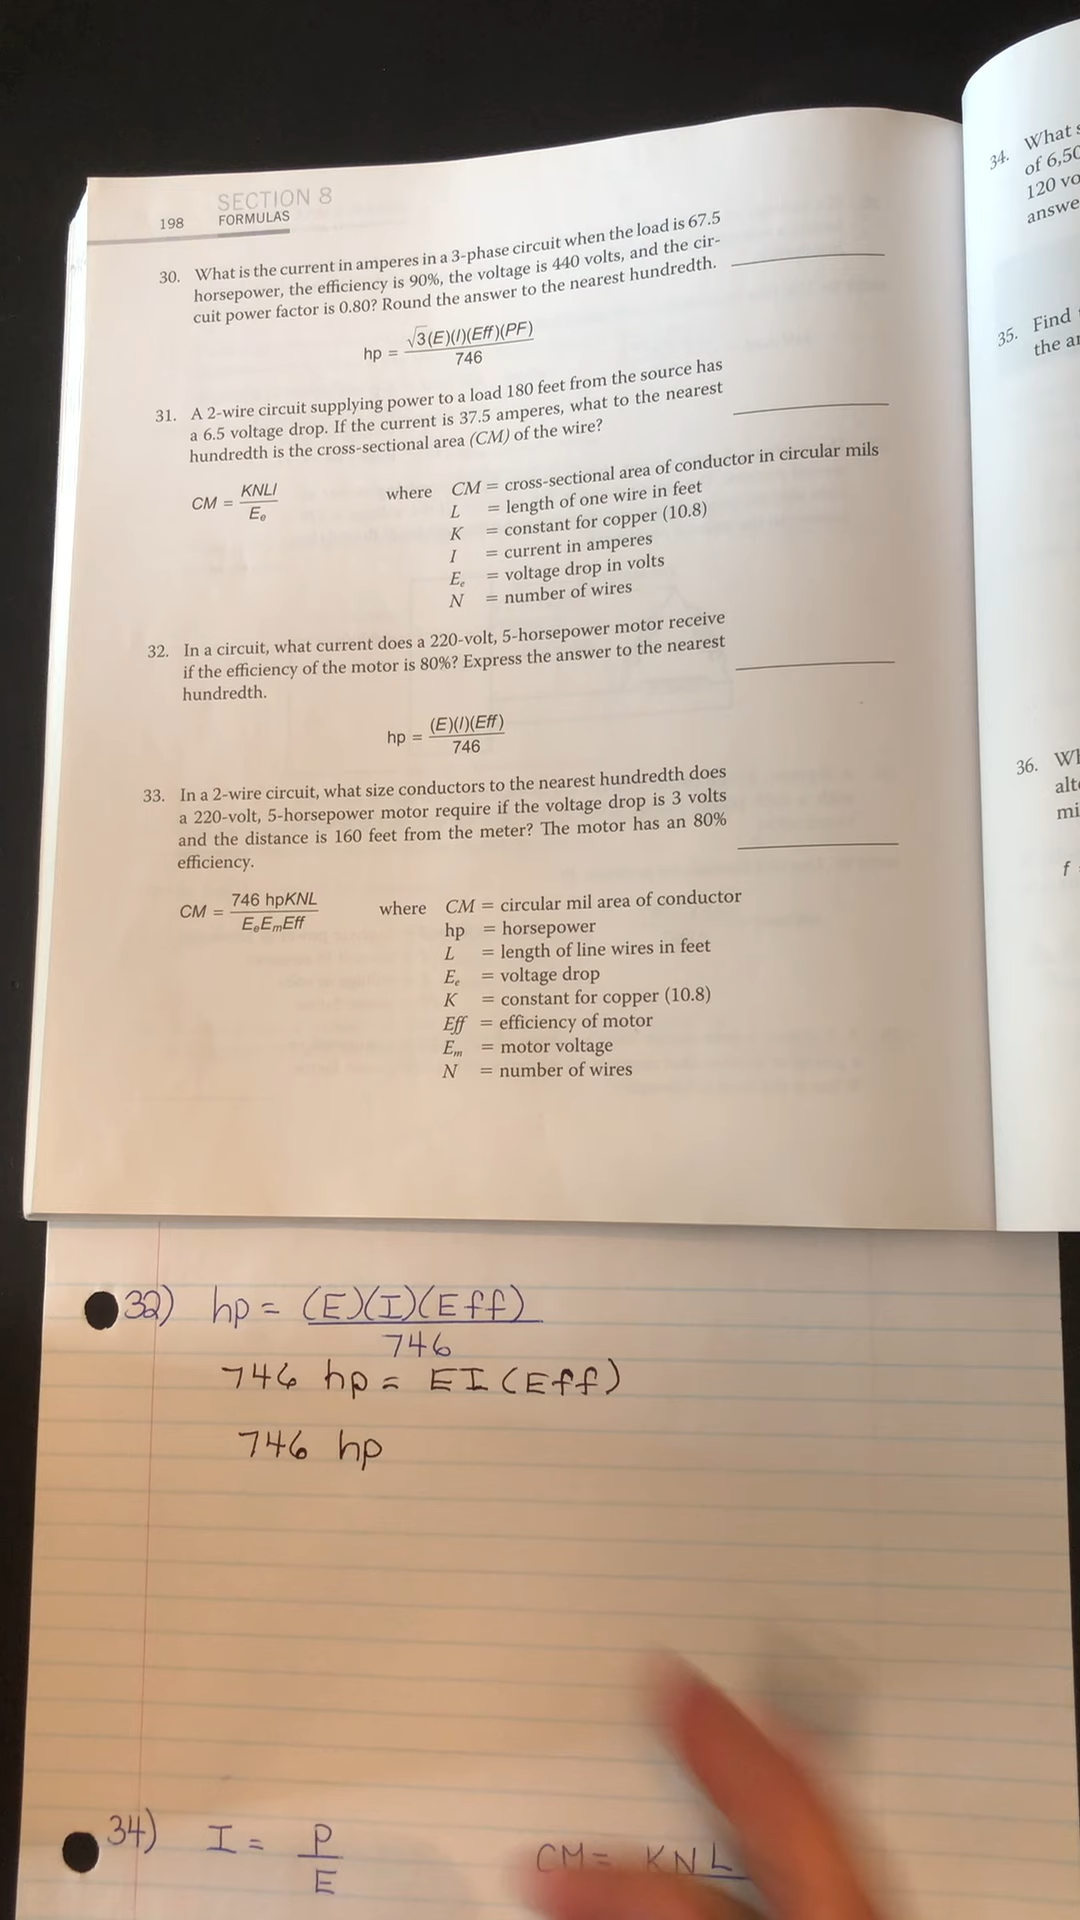 SECTION 8
198 FORMULAS
30. What is the current in amperes in a 3-phase circuit when the load is 67.5
horsepower, the efficiency is 90%, the voltage is 440 volts, and the cir-
cuit power factor is 0.80? Round the answer to the nearest hundredth.
hp = √3(E)(I)(Eff)(PF)
746
31. A 2-wire circuit supplying power to a load 180 feet from the source has
a 6.5 voltage drop. If the current is 37.5 amperes, what to the nearest
hundredth is the cross-sectional area (CM) of the wire?
CM = KNLI
Ee
where CM = cross-sectional area of conductor in circular mils
L = length of one wire in feet
K = constant for copper (10.8)
I = current in amperes
Ee = voltage drop in volts
N = number of wires
32. In a circuit, what current does a 220-volt, 5-horsepower motor receive
if the efficiency of the motor is 80%? Express the answer to the nearest
hundredth.
hp = (E)(I)(Eff)
746
33. In a 2-wire circuit, what size conductors to the nearest hundredth does
a 220-volt, 5-horsepower motor require if the voltage drop is 3 volts
and the distance is 160 feet from the meter? The motor has an 80%
efficiency.
CM = 746 hpKNL
EeEmEff
where CM = circular mil area of conductor
hp = horsepower
L = length of line wires in feet
Ee = voltage drop
K = constant for copper (10.8)
Eff = efficiency of motor
Em = motor voltage
N = number of wires
34. What
of 6,50
120 vo
answe
35. Find
the
36.
alt
mi
f
32) hp = (E)(I)(Eff)
746
746 hp = EI(Eff)
746 hp
34) I = P
E
CM = KNL